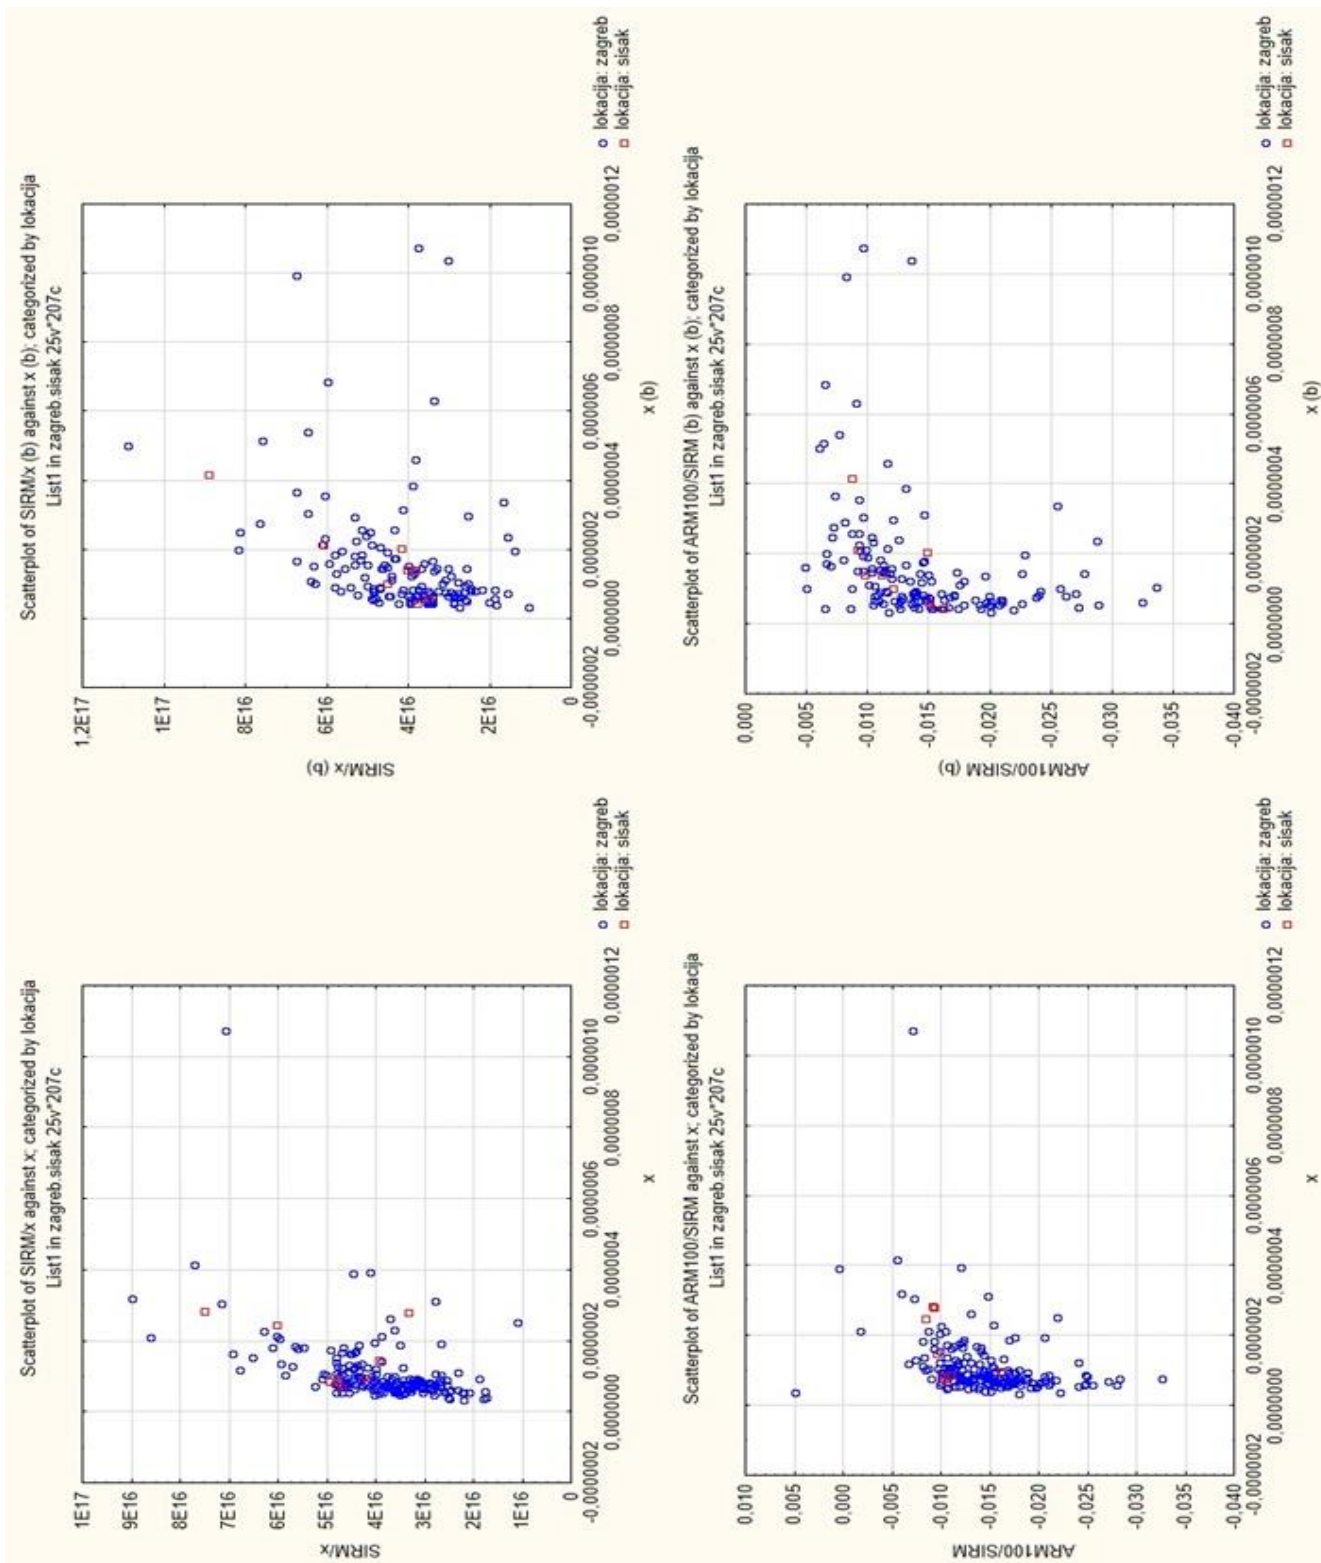 Scatterplot of SIRM/x against x; categorized by lokacija
List1 in zagreb.sisak 25v*207c
1E17
9E16
8E16
7E16
6E16
5E16
4E16
3E16
1E16
0
SIRM/x
-0,0000002
0,0000000
0,0000002
0,0000004
0,0000006
0,0000008
0,0000010
0,0000012
x
lokacija: zagreb
lokacija: sisak
Scatterplot of SIRM/x (b) against x (b); categorized by lokacija
List1 in zagreb.sisak 25v*207c
1,2E17
1E17
8E16
6E16
4E16
2E16
0
SIRM/x (b)
-0,0000002
0,0000000
0,0000002
0,0000004
0,0000006
0,0000008
0,0000010
0,0000012
x (b)
lokacija: zagreb
lokacija: sisak
Scatterplot of ARM100/SIRM against x; categorized by lokacija
List1 in zagreb.sisak 25v*207c
0,010
0,005
0,000
-0,005
-0,010
-0,015
-0,020
-0,025
-0,030
-0,035
-0,040
ARM100/SIRM
-0,0000002
0,0000000
0,0000002
0,0000004
0,0000006
0,0000008
0,0000010
0,0000012
x
lokacija: zagreb
lokacija: sisak
Scatterplot of ARM100/SIRM (b) against x (b); categorized by lokacija
List1 in zagreb.sisak 25v*207c
0,000
-0,005
-0,010
-0,015
-0,020
-0,025
-0,030
-0,035
-0,040
ARM100/SIRM (b)
-0,0000002
0,0000000
0,0000002
0,0000004
0,0000006
0,0000008
0,0000010
0,0000012
x (b)
lokacija: zagreb
lokacija: sisak